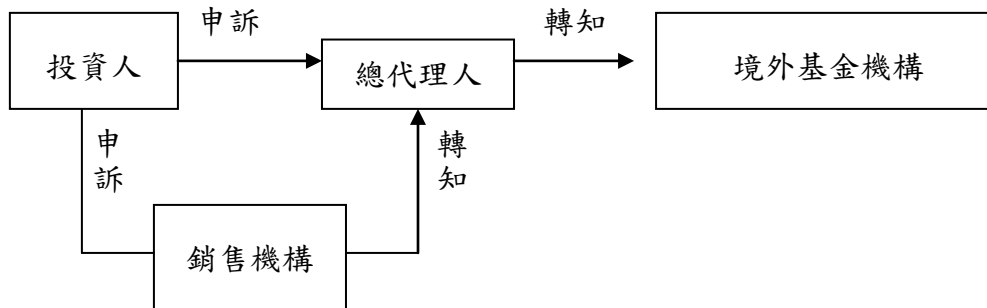 申訴
轉知
投資人
總代理人
境外基金機構
申訴
轉知
銷售機構